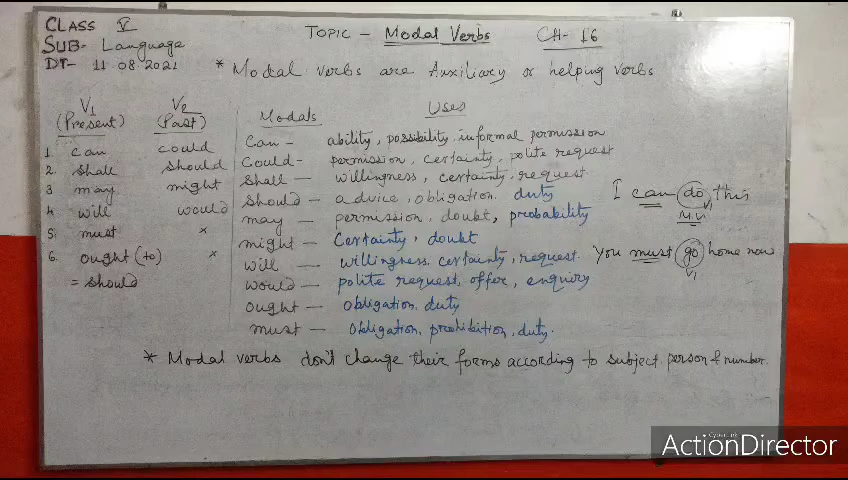 CLASS V
SUB- Language
DT- 11 08 2021
TOPIC - Modal Verbs CH-16
* Modal verbs are Auxiliary or helping verbs
V1 V2
(Present) (Past)
1. can could
2. shall should
3 may might
4. will would
5. must ×
6. ought (to) ×
= should
Modals Uses
Can - ability, possibility, informal permission
Could - permission, certainty, polite request
Shall - willingness, certainty, request
Should - advice, obligation. duty
may - permission, doubt, probability
might - Certainty, doubt
will - willingness, certainty, request.
would - polite request, offer, enquiry
ought - obligation, duty
must - Obligation, prohibition, duty.
I can do this
V1
M.V.
You must go home now
V1
* Modal verbs don't change their forms according to subject, person & number.
CyberLink
ActionDirector